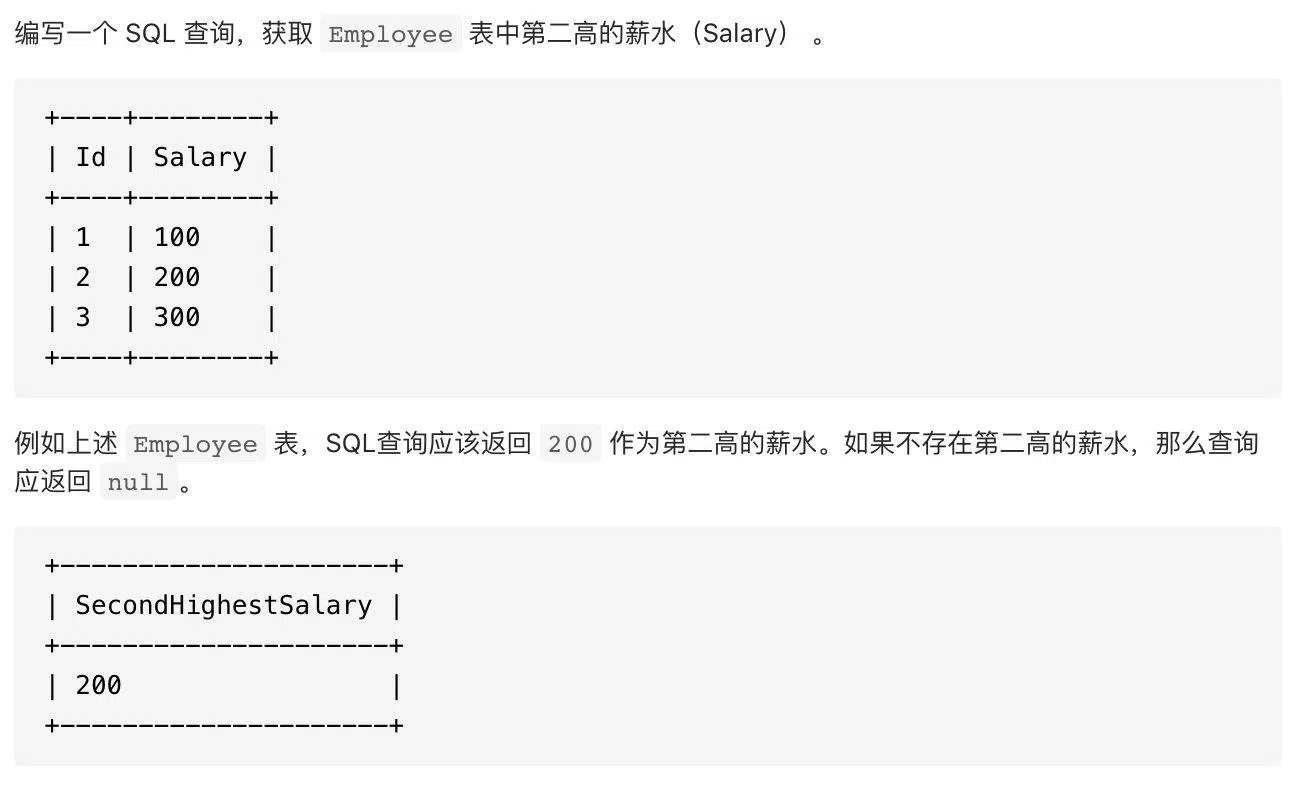 编写一个 SQL 查询，获取 Employee 表中第二高的薪水（Salary） 。
+----+--------+
| Id | Salary |
+----+--------+
| 1  | 100    |
| 2  | 200    |
| 3  | 300    |
+----+--------+
例如上述 Employee 表，SQL查询应该返回 200 作为第二高的薪水。如果不存在第二高的薪水，那么查询
应返回 null。
+---------------------+
| SecondHighestSalary |
+---------------------+
| 200                 |
+---------------------+